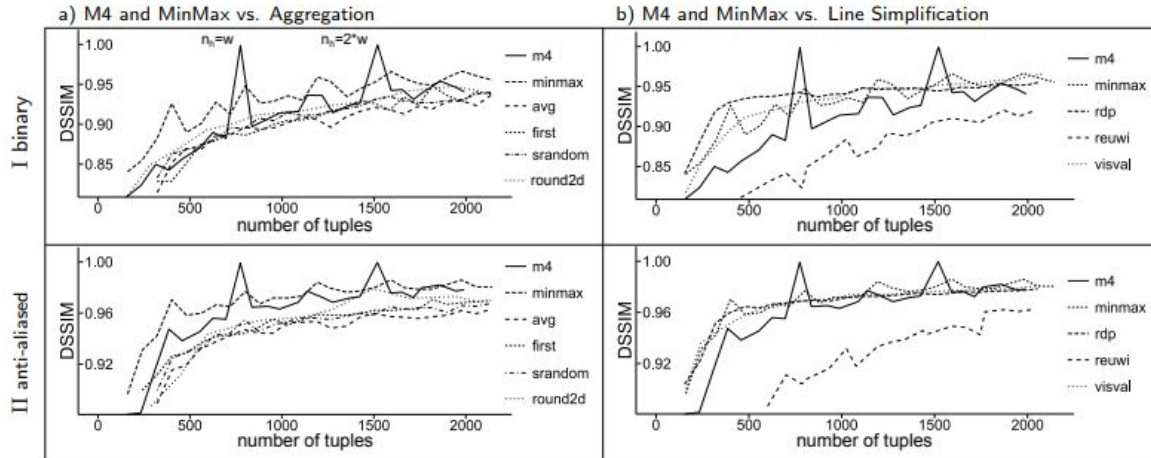 a) M4 and MinMax vs. Aggregation
b) M4 and MinMax vs. Line Simplification
I binary
DSSIM
1.00
0.95
0.90
0.85
nh=w
nh=2*w
m4
minmax
avg
first
srandom
round2d
0
500
1000
1500
2000
number of tuples
DSSIM
1.00
0.95
0.90
0.85
m4
minmax
rdp
reuwi
visval
0
500
1000
1500
2000
number of tuples
II anti-aliased
DSSIM
1.00
0.96
0.92
m4
minmax
avg
first
srandom
round2d
0
500
1000
1500
2000
number of tuples
DSSIM
1.00
0.96
0.92
m4
minmax
rdp
reuwi
visval
0
500
1000
1500
2000
number of tuples